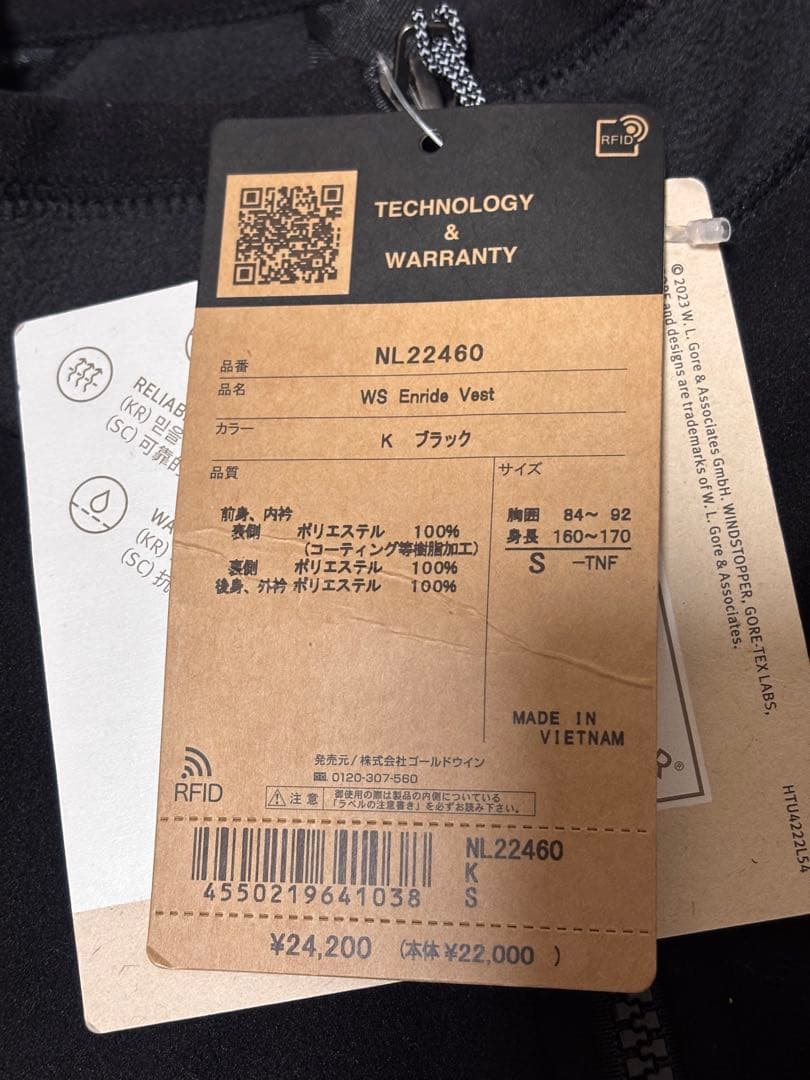 RFID
TECHNOLOGY
&
WARRANTY
品番 NL22460
品名 WS Enride Vest
カラー K ブラック
品質
前身、内衿
表側 ポリエステル 100%
(コーティング等樹脂加工)
裏側 ポリエステル 100%
後身、外衿 ポリエステル 100%
サイズ
胸囲 84〜 92
身長 160〜170
S -TNF
MADE IN
VIETNAM
発売元/株式会社ゴールドウイン
0120-307-560
RFID
注意 御使用の際は製品の内側についている
「ラベルの注意書き」を必ずお読み下さい。
4550219641038
NL22460
K
S
¥24,200 (本体 ¥22,000 )
RELIAB
(KR) 믿을
(SC) 可靠的
WA
(KR)
(SC) 抗
© 2023 W. L. Gore & Associates GmbH. WINDSTOPPER, GORE-TEX LABS,
GORE and designs are trademarks of W. L. Gore & Associates.
R®
HTU4222L54